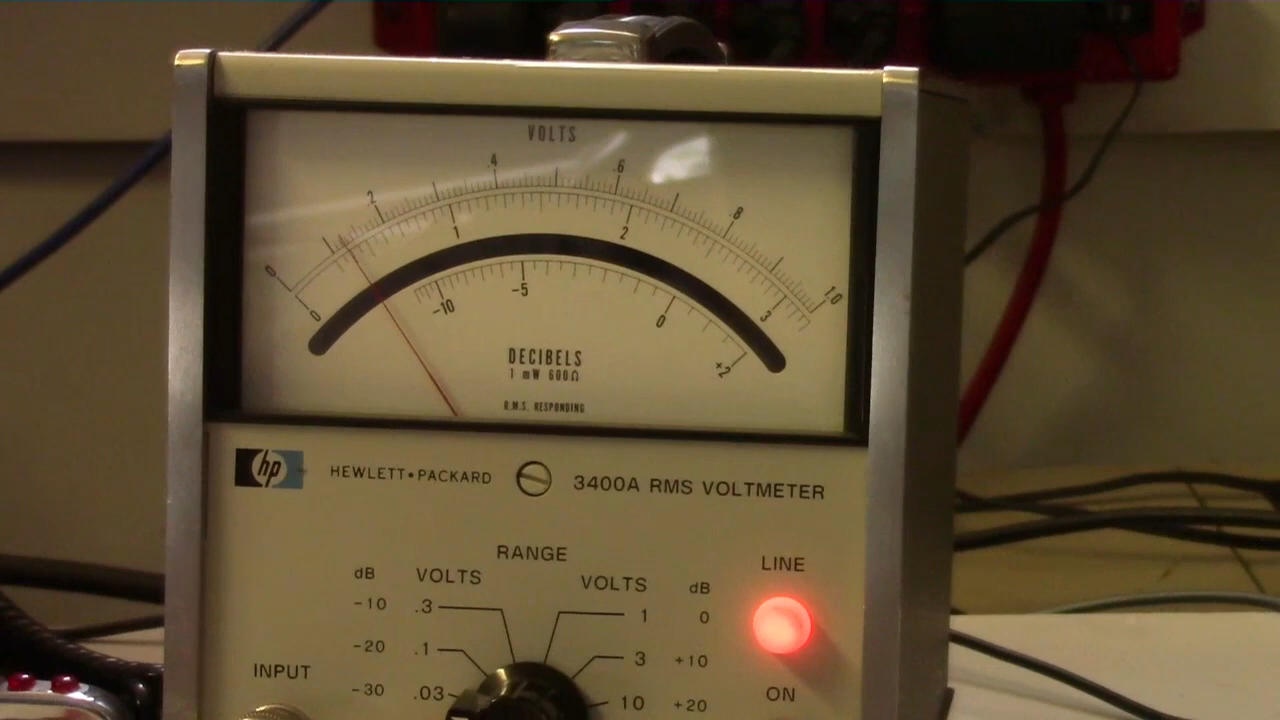 VOLTS
0 .2 .4 .6 .8 1.0
0 1 2 3
-10 -5 0 +2
DECIBELS
1 mW 600Ω
R.M.S. RESPONDING
hp HEWLETT•PACKARD 3400A RMS VOLTMETER
RANGE
LINE
dB VOLTS VOLTS dB
-10 .3 1 0
-20 .1 3 +10
-30 .03 10 +20
INPUT
ON